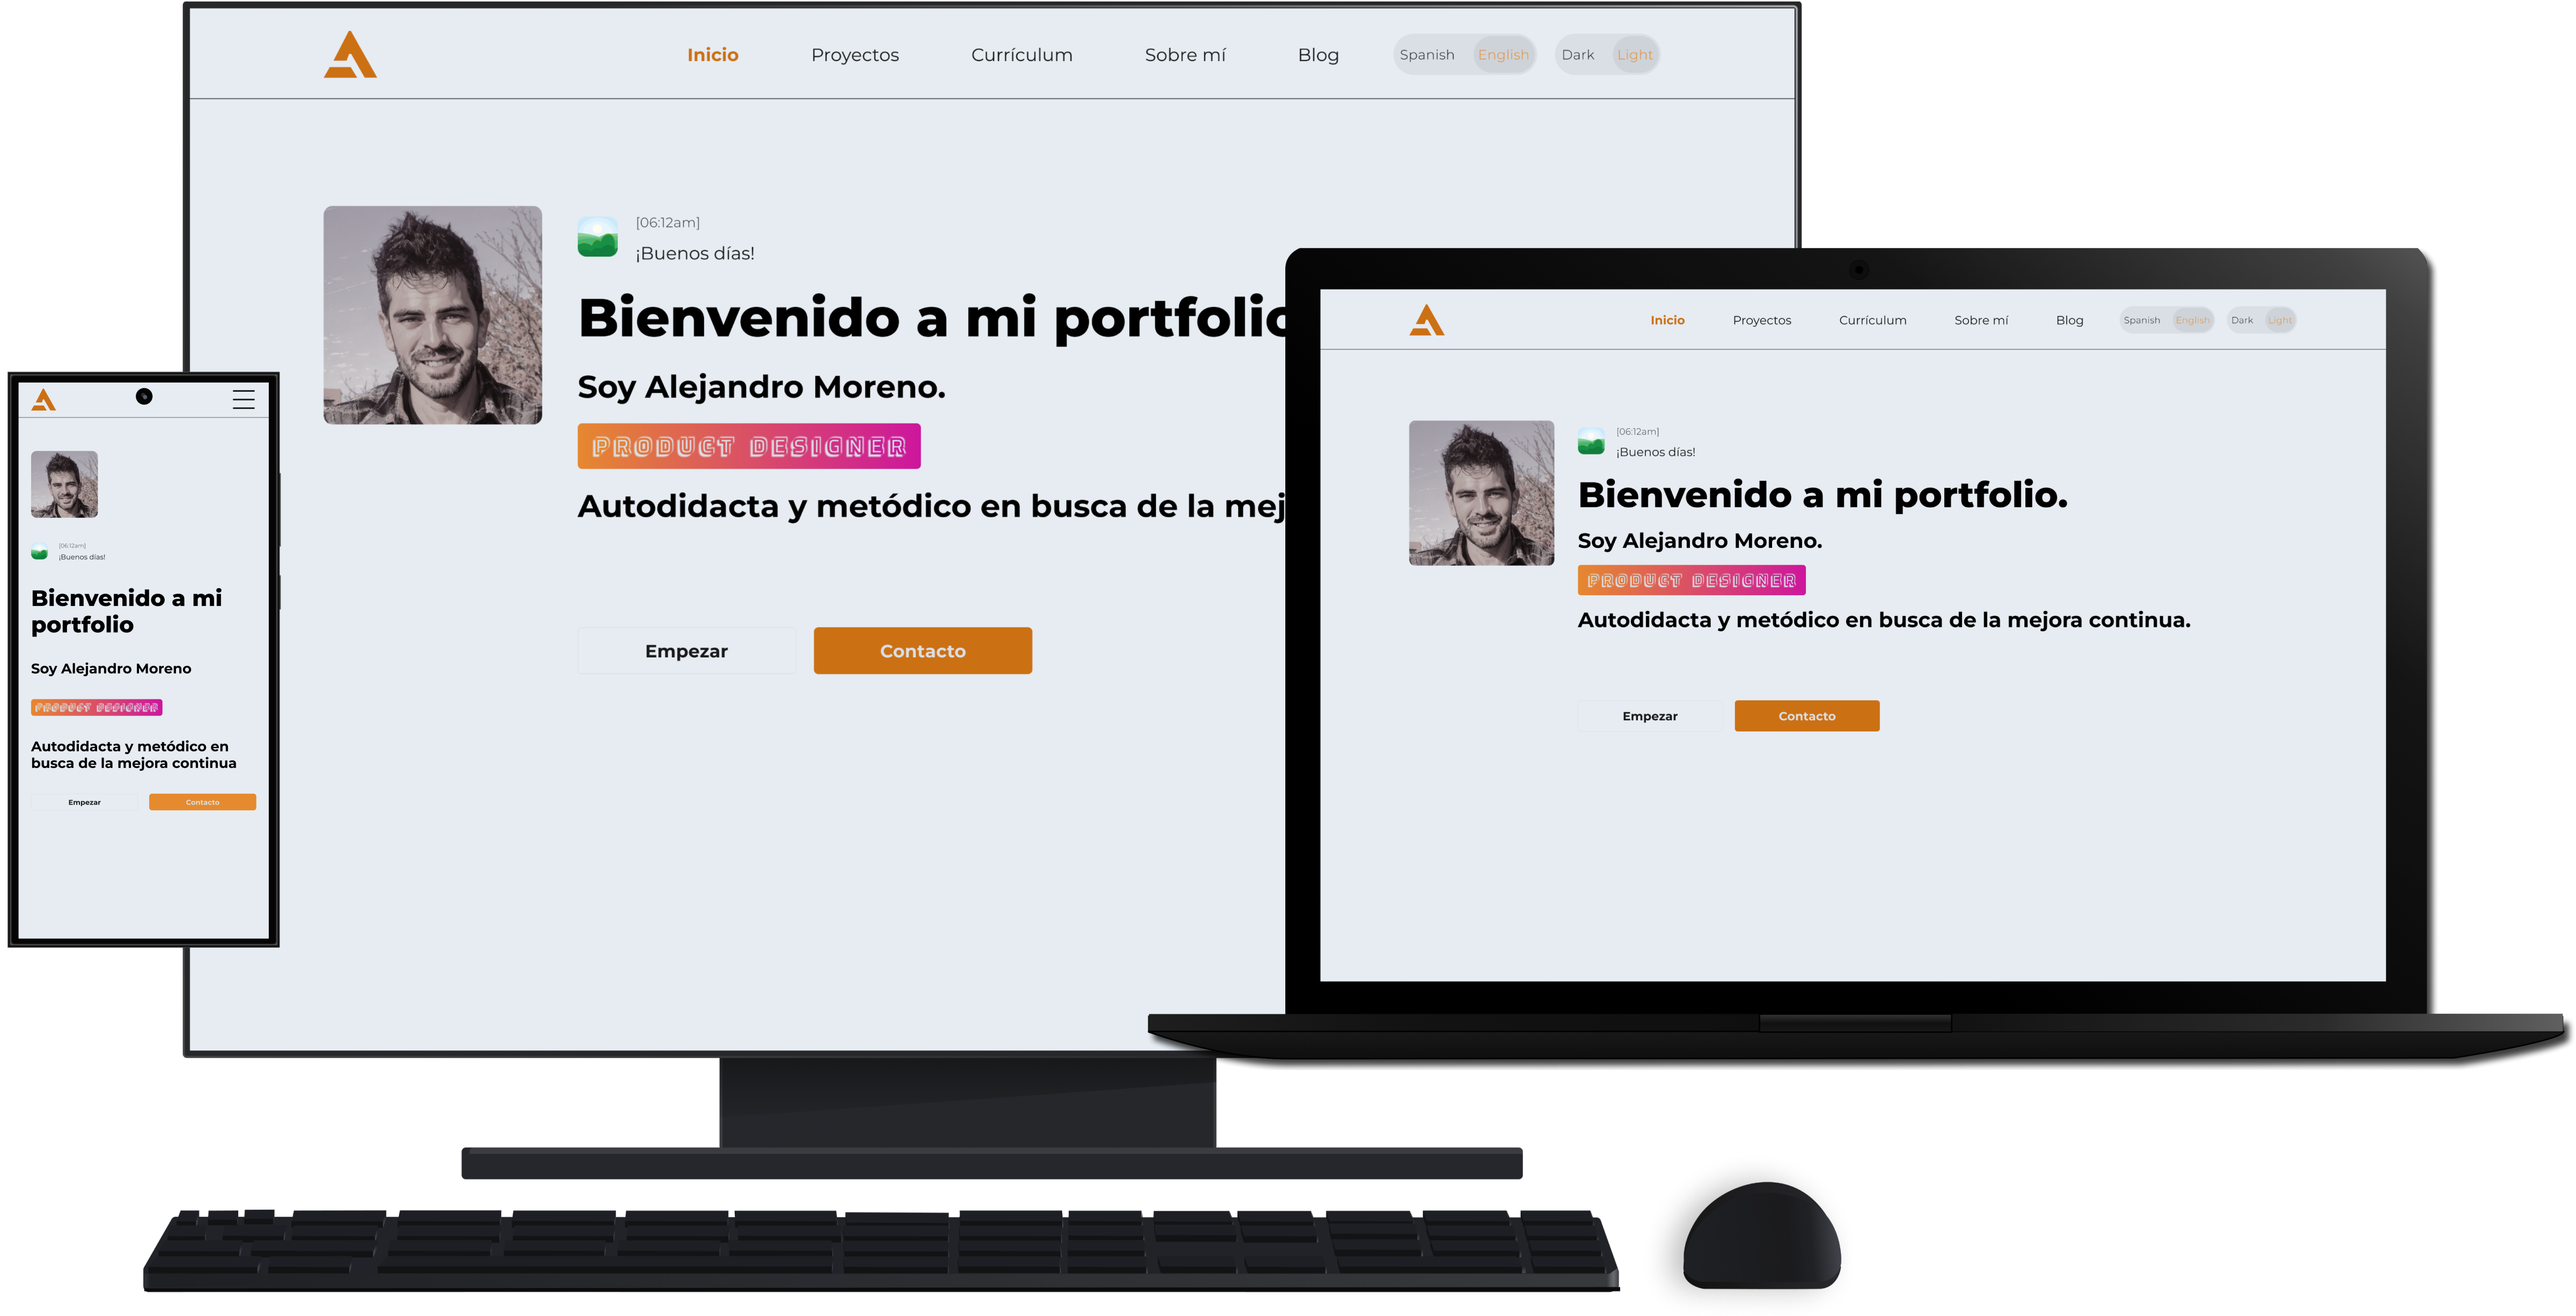 Inicio Proyectos Currículum Sobre mí Blog Spanish English Dark Light
[06:12am]
¡Buenos días!
Bienvenido a mi portfolio
Soy Alejandro Moreno.
PRODUCT DESIGNER
Autodidacta y metódico en busca de la mej
Empezar Contacto
[06:12am]
¡Buenos días!
Bienvenido a mi
portfolio
Soy Alejandro Moreno
PRODUCT DESIGNER
Autodidacta y metódico en
busca de la mejora continua
Empezar Contacto
Inicio Proyectos Currículum Sobre mí Blog Spanish English Dark Light
[06:12am]
¡Buenos días!
Bienvenido a mi portfolio.
Soy Alejandro Moreno.
PRODUCT DESIGNER
Autodidacta y metódico en busca de la mejora continua.
Empezar Contacto